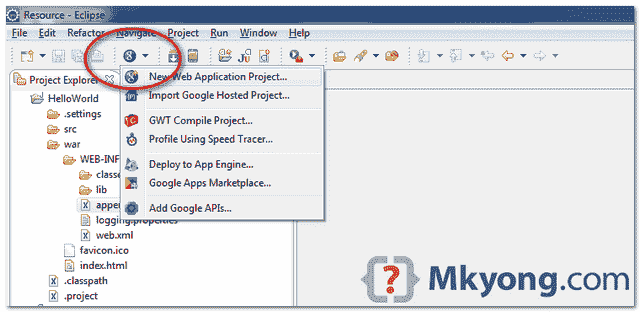 Resource - Eclipse
File Edit Refactor Navigate Project Run Window Help
8
Ju
Project Explorer
New Web Application Project...
HelloWorld
Import Google Hosted Project...
.settings
src
GWT Compile Project...
war
Profile Using Speed Tracer...
WEB-INF
Deploy to App Engine...
lib
Google Apps Marketplace...
logging.properties
Add Google APIs...
web.xml
favicon.ico
index.html
.classpath
.project
{?} Mkyong.com